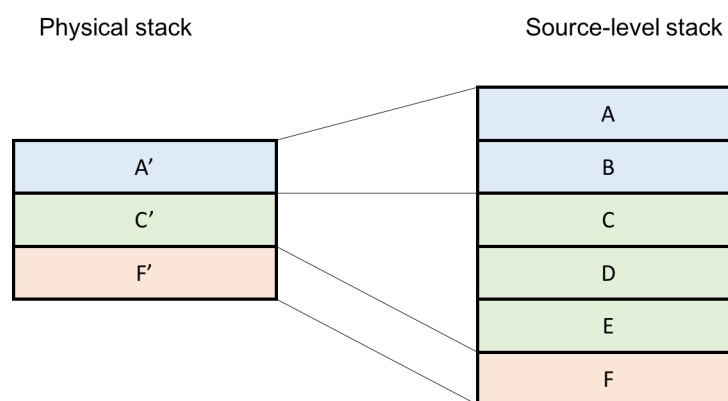 Physical stack
Source-level stack
A
A′
B
C′
C
F′
D
E
F